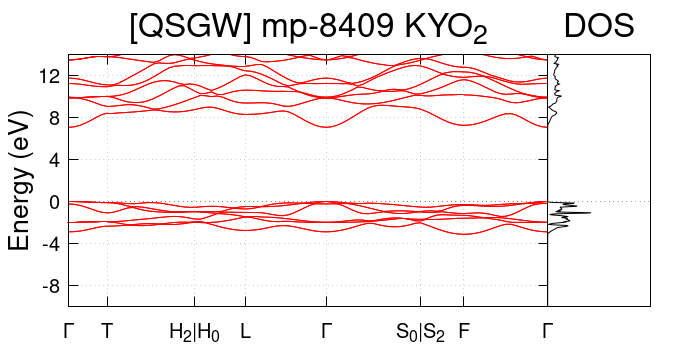 [QSGW] mp-8409 KYO₂ DOS
Energy (eV)
12
8
4
0
-4
-8
Γ T H₂|H₀ L Γ S₀|S₂ F Γ